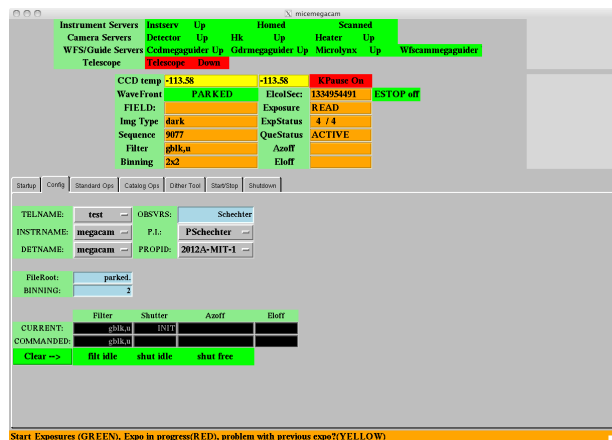 micemegacam
Instrument Servers Instserv Up Homed Scanned
Camera Servers Detector Up Hk Up Heater Up
WFS/Guide Servers Ccdmegaguider Up Gdrmegaguider Up Microlynx Up Wfscammegaguider
Telescope Telescope Down
CCD temp -113.58 -113.58 KPause On
WaveFront PARKED ElcolSec: 1334954491 ESTOP off
FIELD: Exposure READ
Img Type dark ExpStatus 4 / 4
Sequence 9077 QueStatus ACTIVE
Filter gblk,u Azoff
Binning 2x2 Eloff
Startup Config Standard Ops Catalog Ops Dither Tool Start/Stop Shutdown
TELNAME: test OBSVRS: Schechter
INSTRNAME: megacam P.I.: PSchechter
DETNAME: megacam PROPID: 2012A-MIT-1
FileRoot: parked.
BINNING: 2
Filter Shutter Azoff Eloff
CURRENT: gblk,u INIT
COMMANDED: gblk,u
Clear --> filt idle shut idle shut free
Start Exposures (GREEN), Expo in progress(RED), problem with previous expo?(YELLOW)